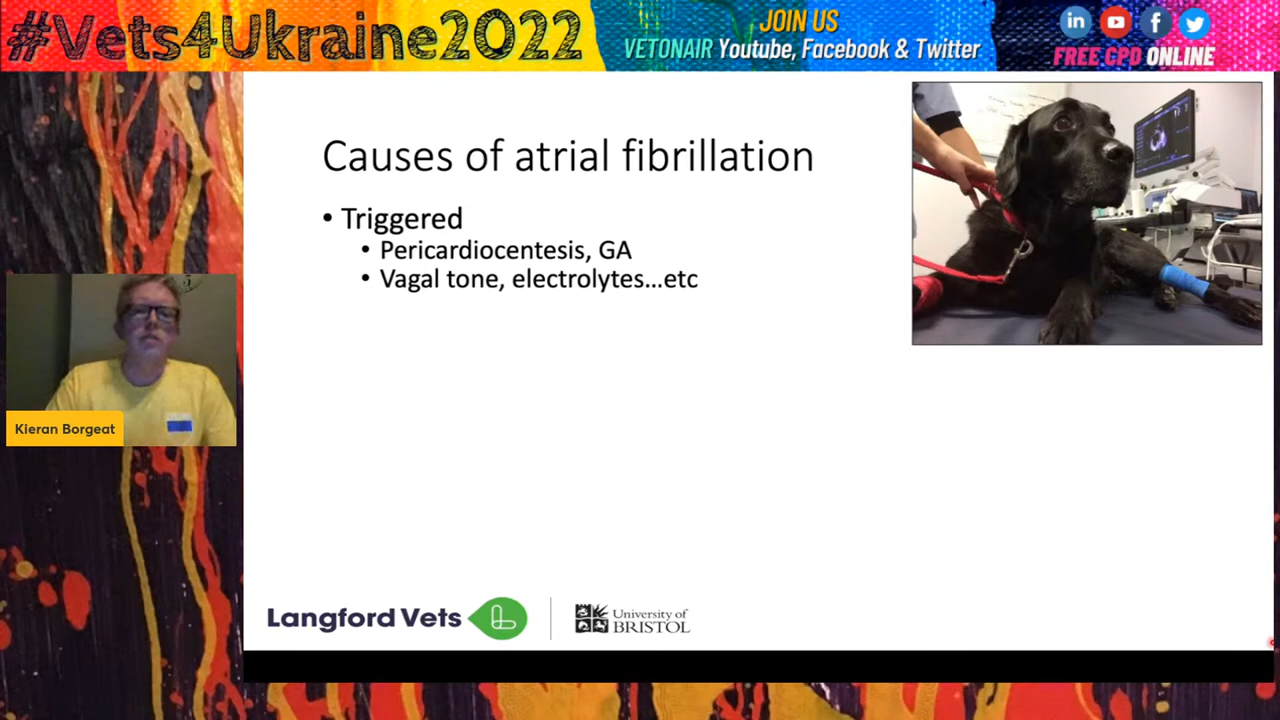 #Vets4Ukraine2022
JOIN US
VETONAIR Youtube, Facebook & Twitter
FREE CPD ONLINE
Causes of atrial fibrillation
• Triggered
• Pericardiocentesis, GA
• Vagal tone, electrolytes...etc
Kieran Borgeat
Langford Vets
University of
BRISTOL